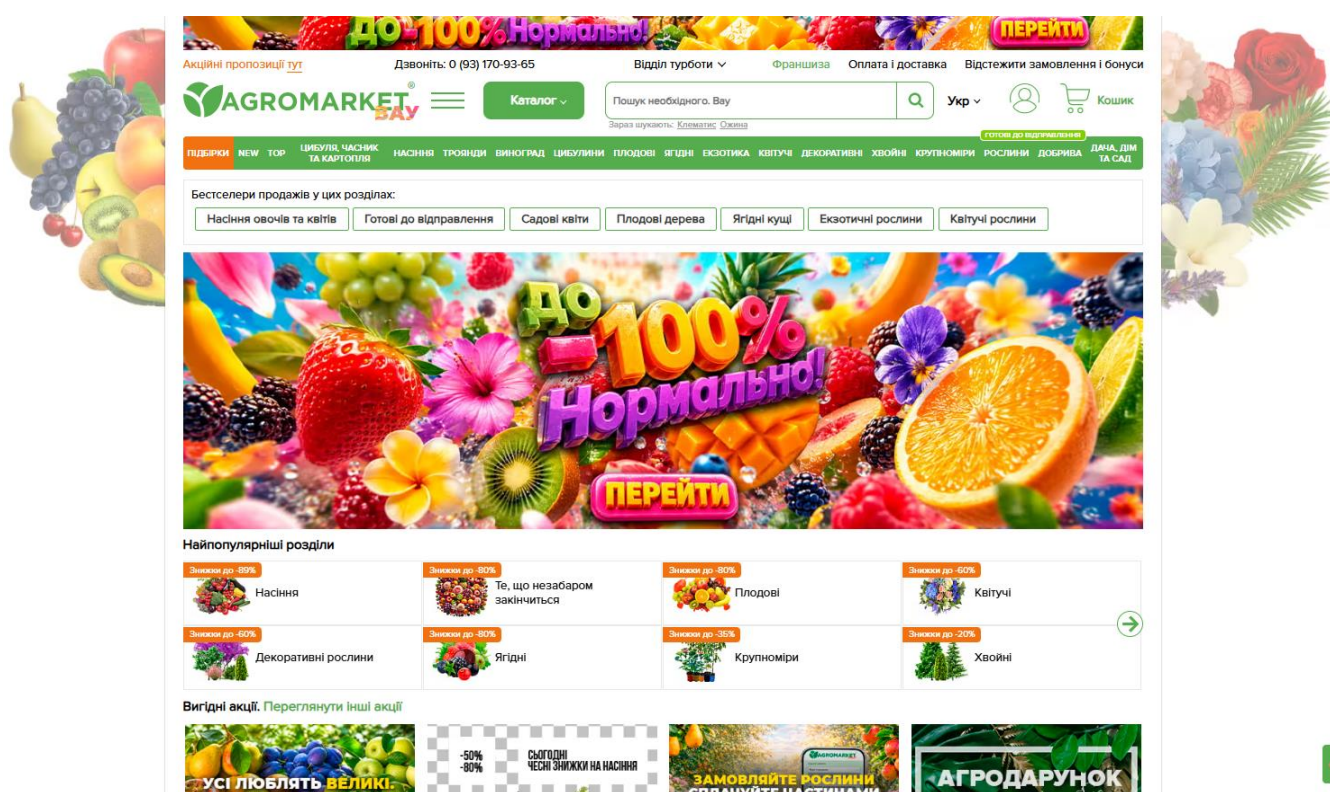 ДО -100% Нормально!
ПЕРЕЙТИ
Акційні пропозиції тут
Дзвоніть: 0 (93) 170-93-65
Відділ турботи
Франшиза
Оплата і доставка
Відстежити замовлення і бонуси
AGROMARKET®
ВАУ
Каталог
Пошук необхідного. Вау
Укр
Кошик
Зараз шукають: Клематис Ожина
ГОТОВІ ДО ВІДПРАВЛЕННЯ
ПІДБІРКИ
NEW
TOP
ЦИБУЛЯ, ЧАСНИК
ТА КАРТОПЛЯ
НАСІННЯ
ТРОЯНДИ
ВИНОГРАД
ЦИБУЛИНИ
ПЛОДОВІ
ЯГІДНІ
ЕКЗОТИКА
КВІТУЧІ
ДЕКОРАТИВНІ
ХВОЙНІ
КРУПНОМІРИ
РОСЛИНИ
ДОБРИВА
ДАЧА, ДІМ
ТА САД
Бестселери продажів у цих розділах:
Насіння овочів та квітів
Готові до відправлення
Садові квіти
Плодові дерева
Ягідні кущі
Екзотичні рослини
Квітучі рослини
ДО
-100%
Нормально!
ПЕРЕЙТИ
Найпопулярніші розділи
Знижки до -89%
Насіння
Знижки до -80%
Те, що незабаром
закінчиться
Знижки до -80%
Плодові
Знижки до -60%
Квітучі
Знижки до -60%
Декоративні рослини
Знижки до -80%
Ягідні
Знижки до -35%
Крупноміри
Знижки до -20%
Хвойні
Вигідні акції. Переглянути інші акції
УСІ ЛЮБЛЯТЬ ВЕЛИКІ.
-50%
-80%
СЬОГОДНІ
ЧЕСНІ ЗНИЖКИ НА НАСІННЯ
AGROMARKET
ЗАМОВЛЯЙТЕ РОСЛИНИ
СПЛАЧУЙТЕ ЧАСТИНАМИ
АГРОДАРУНОК